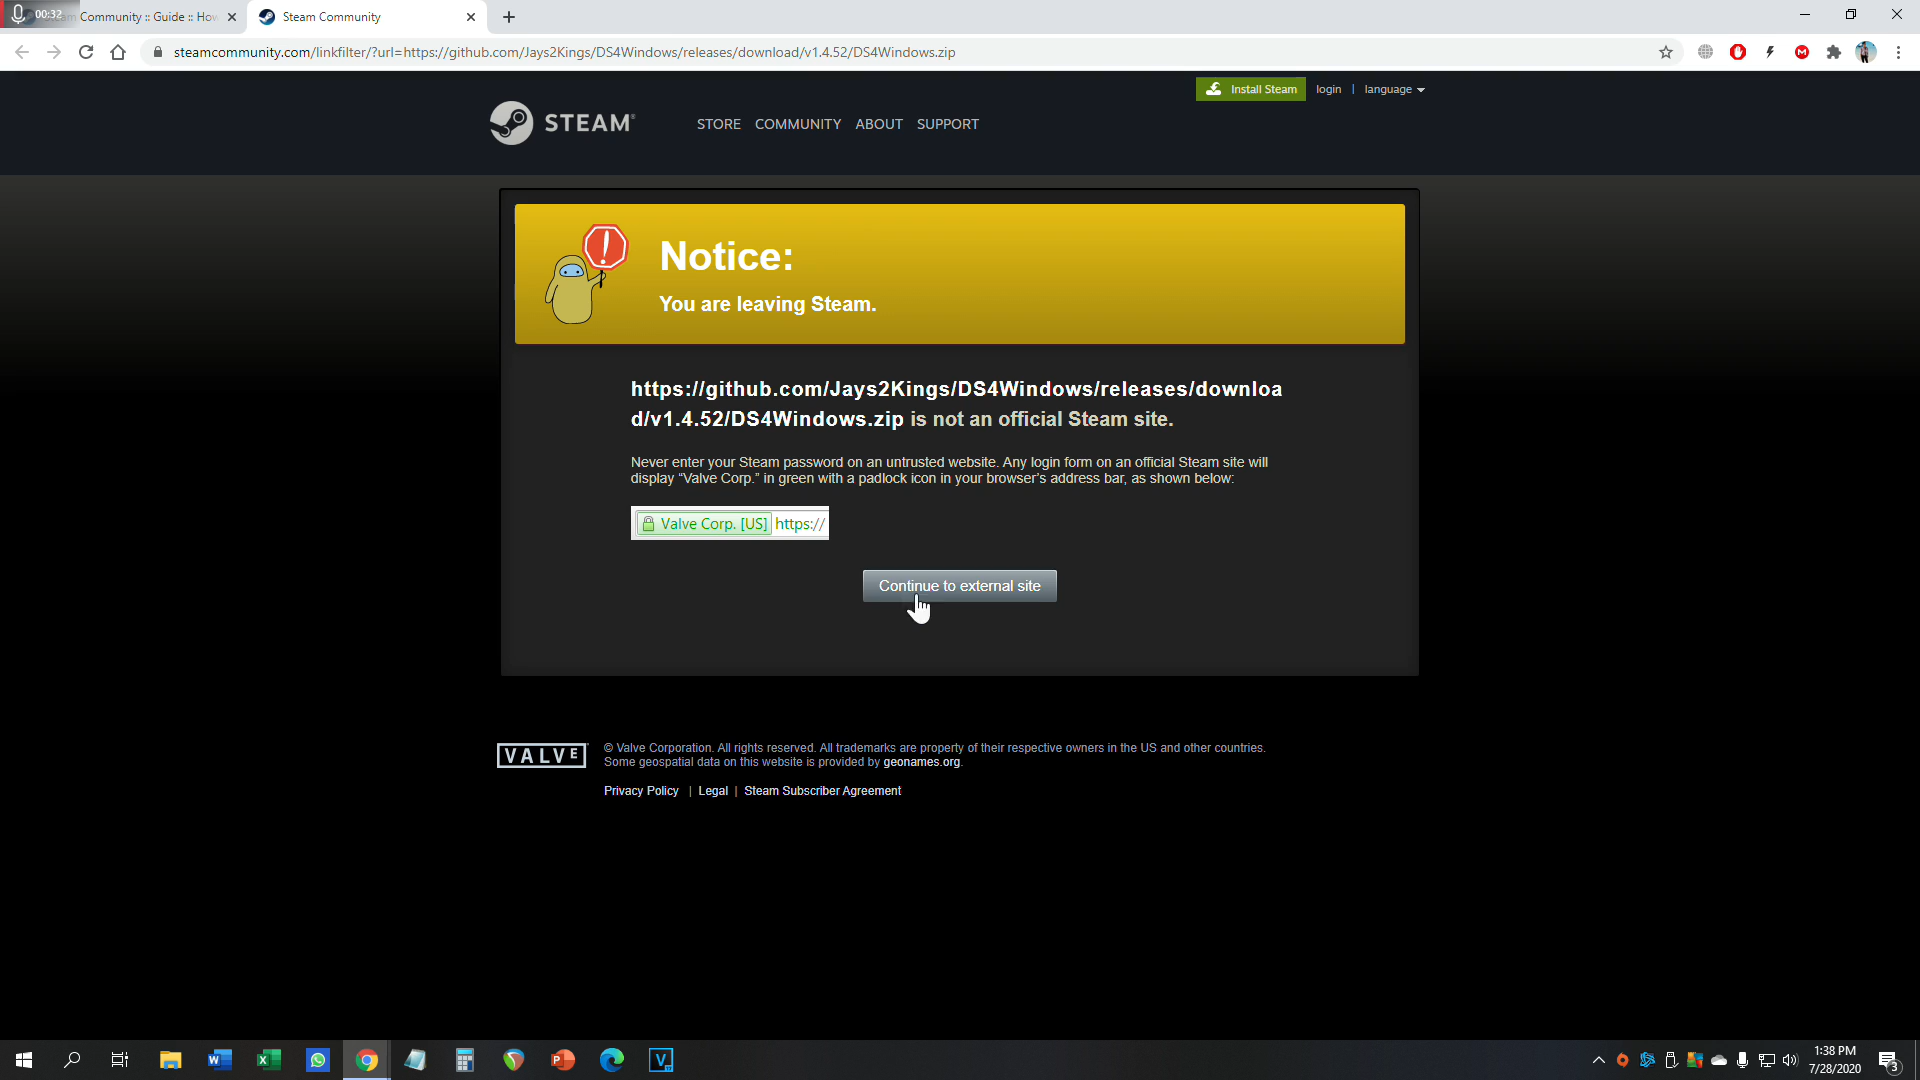 00:32
Community :: Guide :: How
Steam Community
steamcommunity.com/linkfilter/?url=https://github.com/Jays2Kings/DS4Windows/releases/download/v1.4.52/DS4Windows.zip
Install Steam
login | language
STEAM®
STORE COMMUNITY ABOUT SUPPORT
Notice:
You are leaving Steam.
https://github.com/Jays2Kings/DS4Windows/releases/downloa
d/v1.4.52/DS4Windows.zip is not an official Steam site.
Never enter your Steam password on an untrusted website. Any login form on an official Steam site will
display “Valve Corp.” in green with a padlock icon in your browser's address bar, as shown below:
Valve Corp. [US] https://
Continue to external site
VALVE
© Valve Corporation. All rights reserved. All trademarks are property of their respective owners in the US and other countries.
Some geospatial data on this website is provided by geonames.org.
Privacy Policy | Legal | Steam Subscriber Agreement
1:38 PM
7/28/2020
3